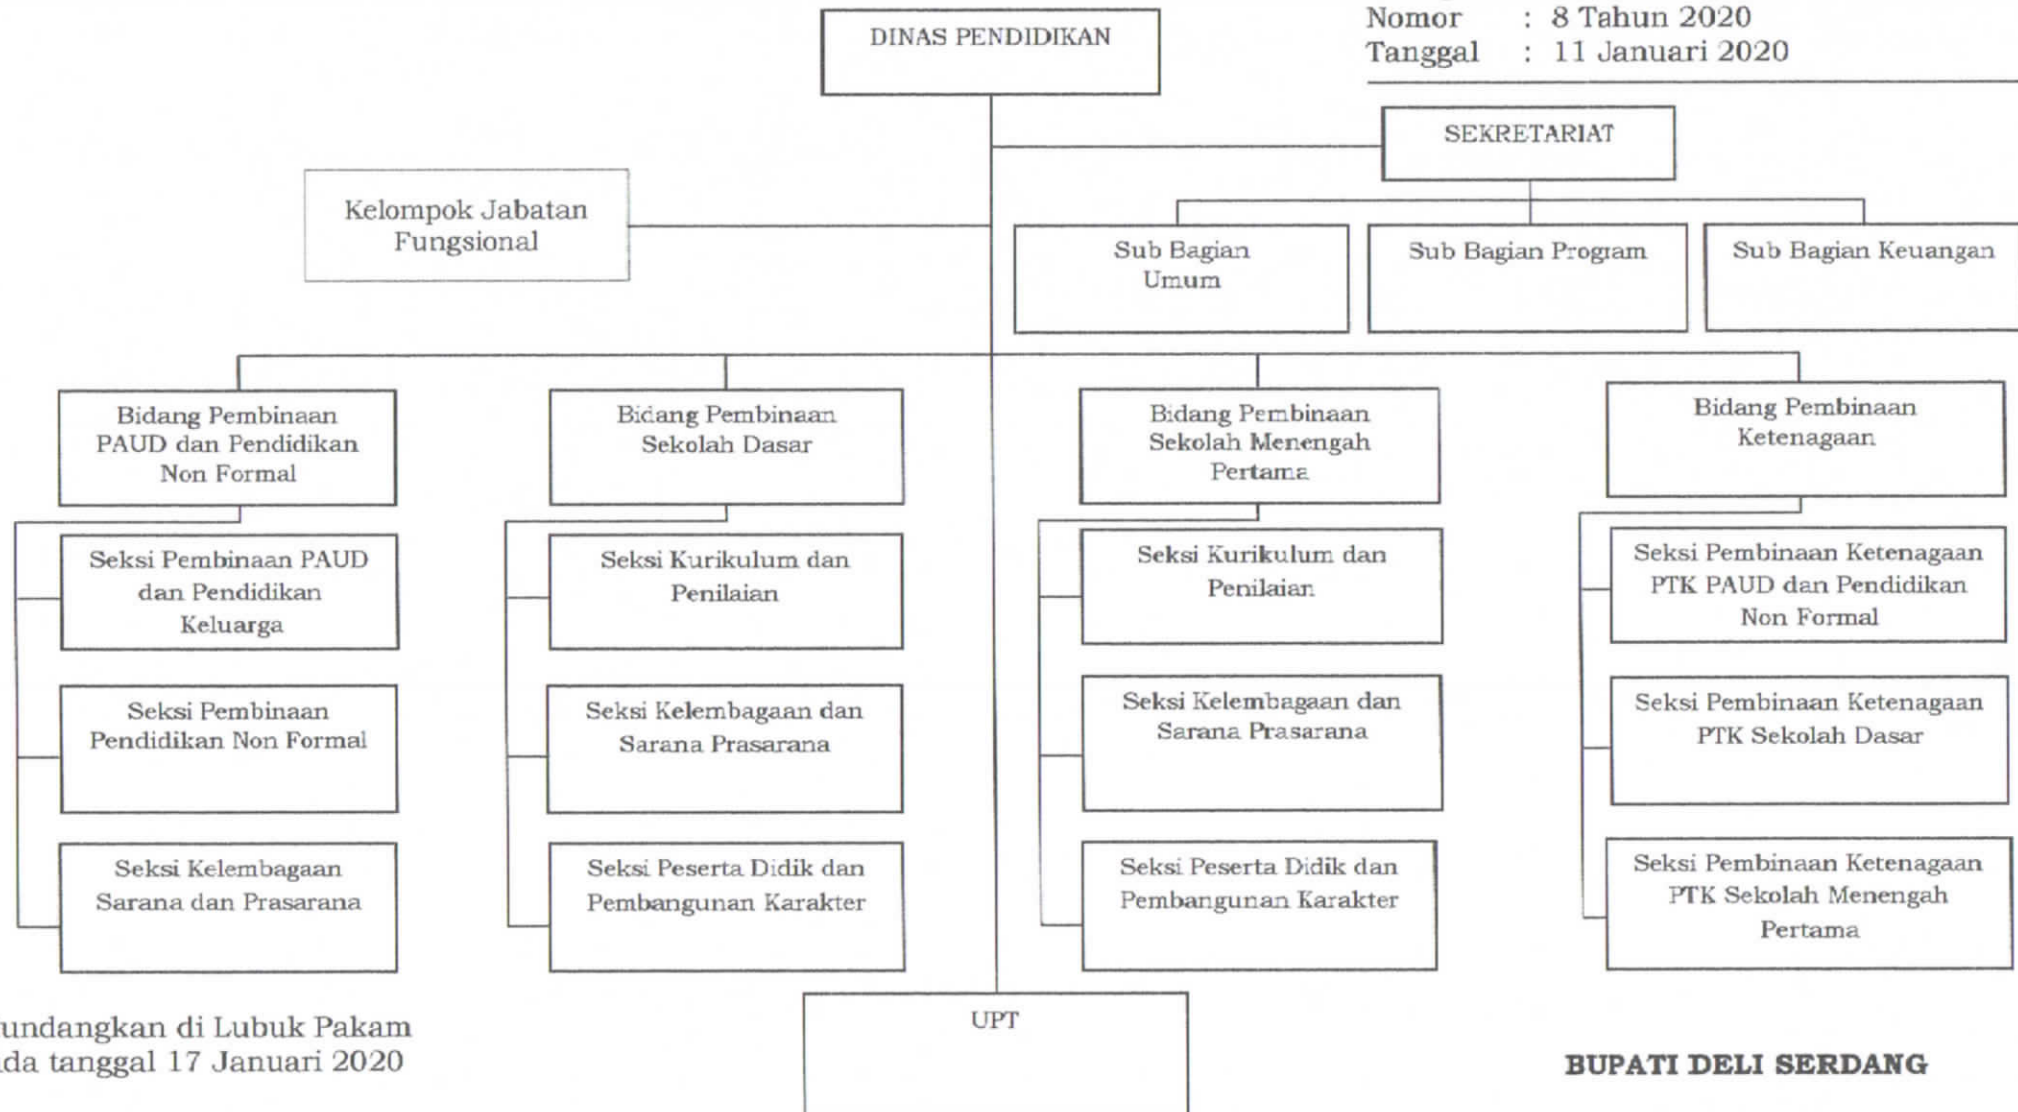 DINAS PENDIDIKAN
Nomor : 8 Tahun 2020
Tanggal : 11 Januari 2020
SEKRETARIAT
Kelompok Jabatan
Fungsional
Sub Bagian
Umum
Sub Bagian Program
Sub Bagian Keuangan
Bidang Pembinaan
PAUD dan Pendidikan
Non Formal
Bidang Pembinaan
Sekolah Dasar
Bidang Pembinaan
Sekolah Menengah
Pertama
Bidang Pembinaan
Ketenagaan
Seksi Pembinaan PAUD
dan Pendidikan
Keluarga
Seksi Kurikulum dan
Penilaian
Seksi Kurikulum dan
Penilaian
Seksi Pembinaan Ketenagaan
PTK PAUD dan Pendidikan
Non Formal
Seksi Pembinaan
Pendidikan Non Formal
Seksi Kelembagaan dan
Sarana Prasarana
Seksi Kelembagaan dan
Sarana Prasarana
Seksi Pembinaan Ketenagaan
PTK Sekolah Dasar
Seksi Kelembagaan
Sarana dan Prasarana
Seksi Peserta Didik dan
Pembangunan Karakter
Seksi Peserta Didik dan
Pembangunan Karakter
Seksi Pembinaan Ketenagaan
PTK Sekolah Menengah
Pertama
UPT
undangkan di Lubuk Pakam
da tanggal 17 Januari 2020
BUPATI DELI SERDANG